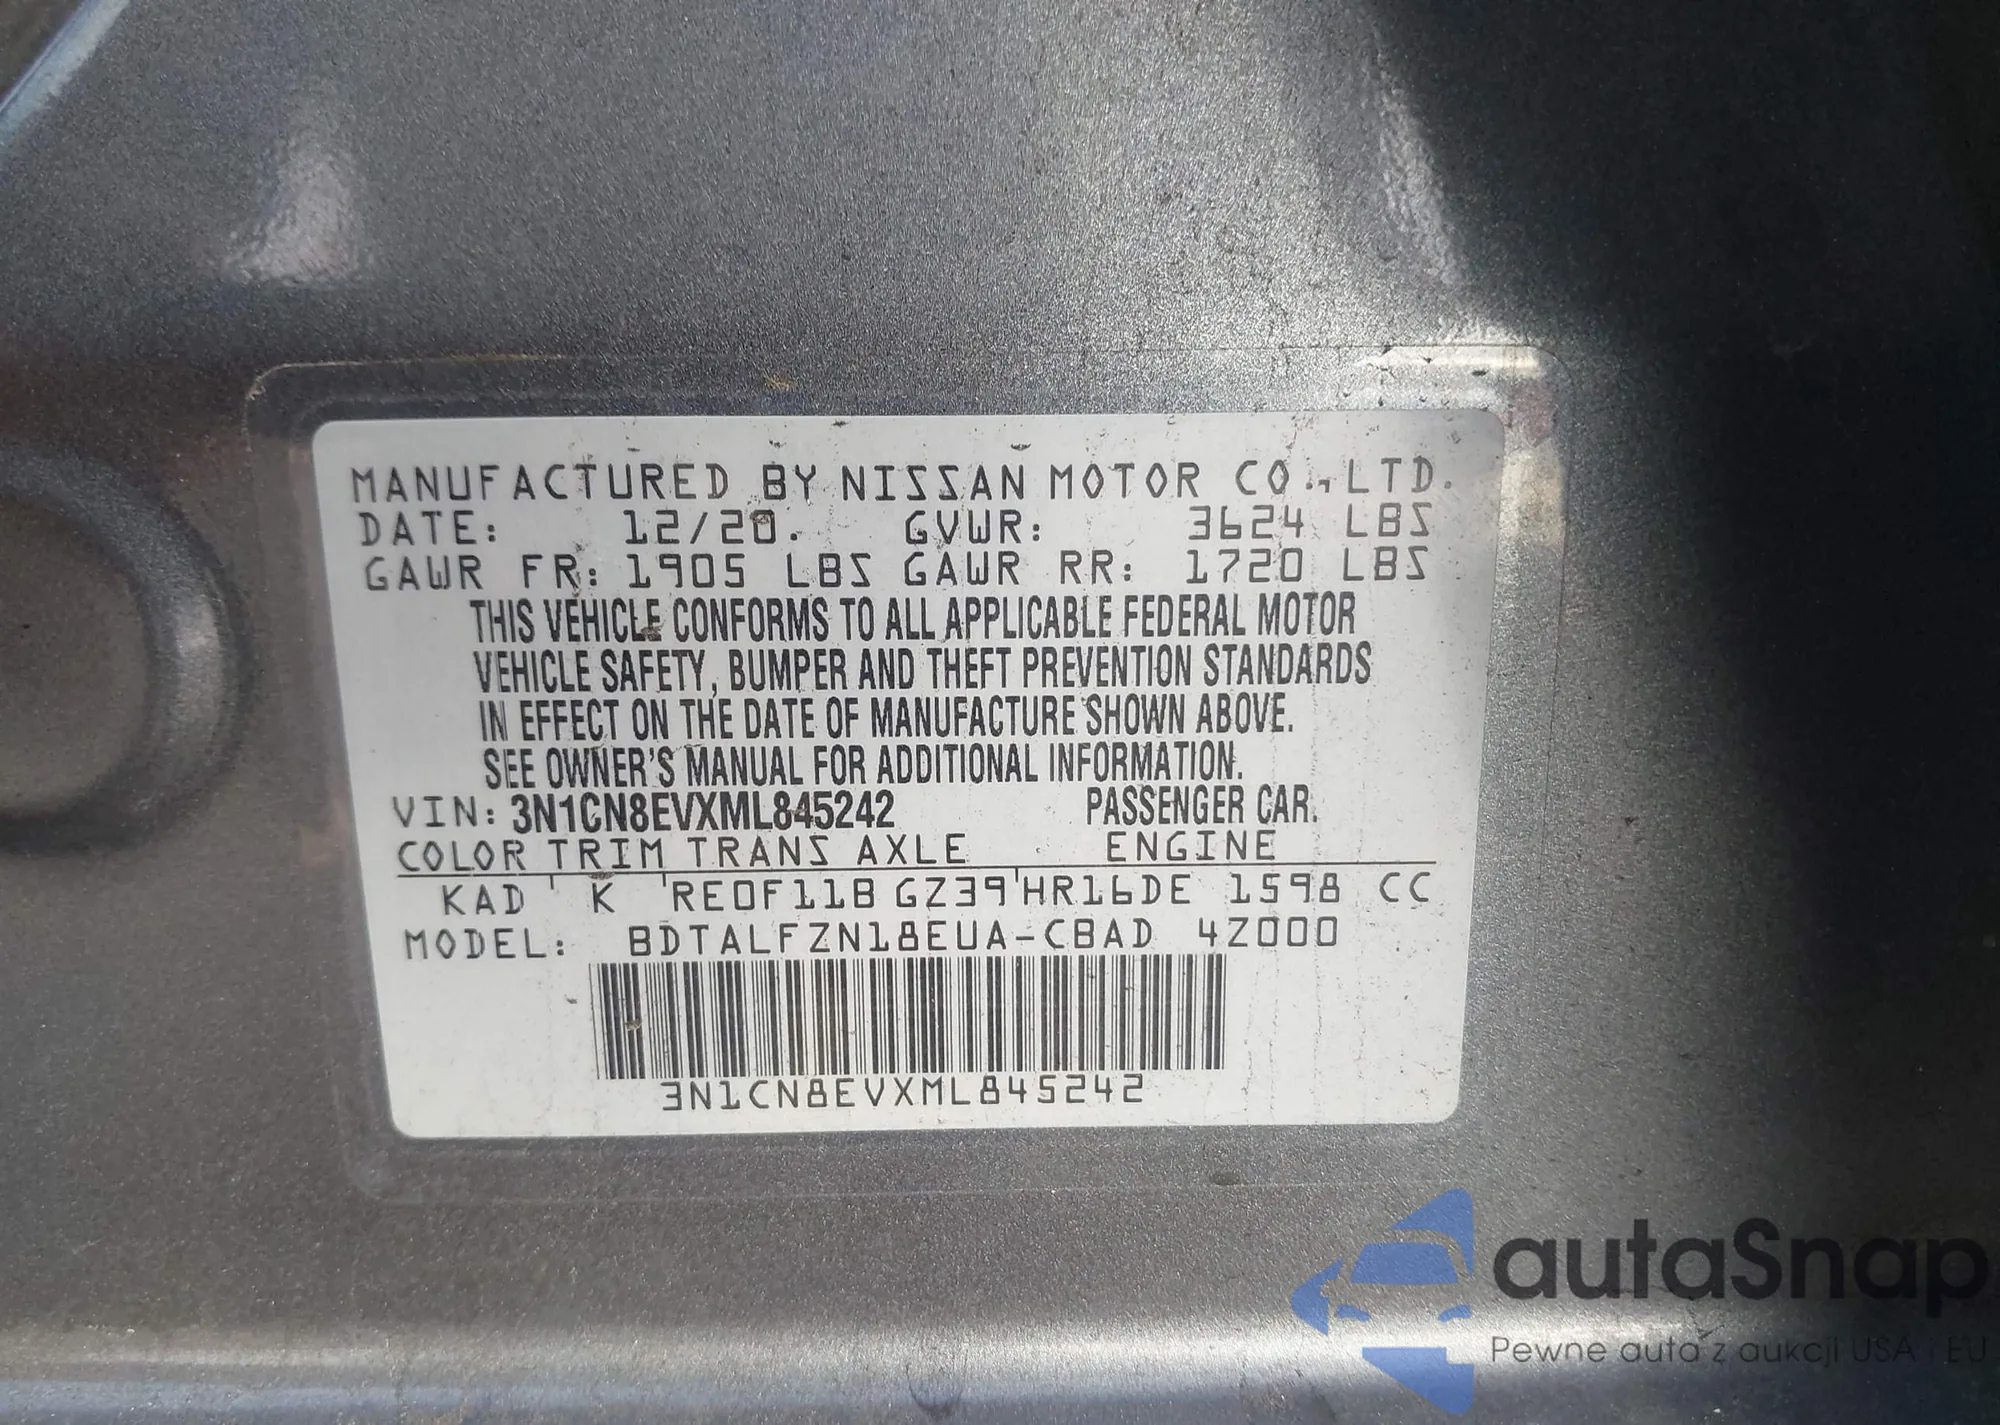 MANUFACTURED BY NISSAN MOTOR CO., LTD.
DATE: 12/20. GVWR: 3624 LBS
GAWR FR: 1905 LBS GAWR RR: 1720 LBS
THIS VEHICLE CONFORMS TO ALL APPLICABLE FEDERAL MOTOR
VEHICLE SAFETY, BUMPER AND THEFT PREVENTION STANDARDS
IN EFFECT ON THE DATE OF MANUFACTURE SHOWN ABOVE.
SEE OWNER'S MANUAL FOR ADDITIONAL INFORMATION.
VIN: 3N1CN8EVXML845242 PASSENGER CAR.
COLOR TRIM TRANS AXLE ENGINE
KAD K RE0F11B GZ39 HR16DE 1598 CC
MODEL: BDTALFZN18EUA-CBAD 4Z000
3N1CN8EVXML845242
autaSnap
Pewne auta z aukcji USA i EU